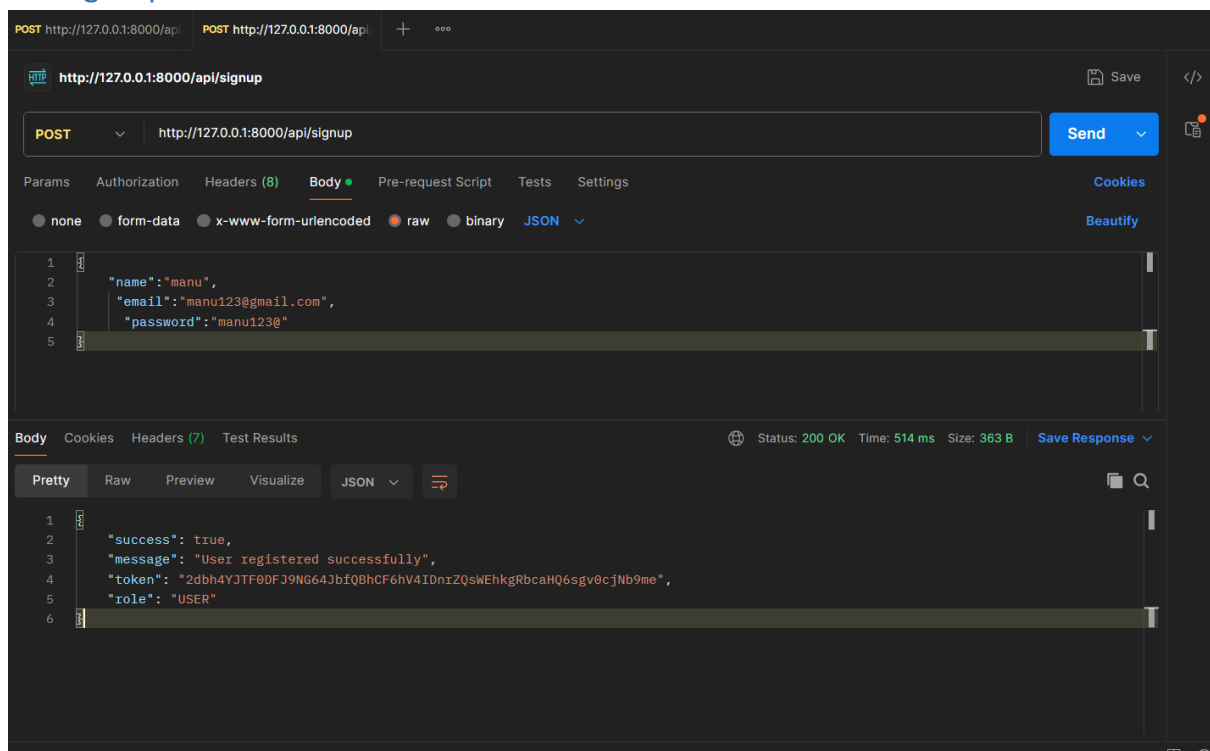 POST http://127.0.0.1:8000/api POST http://127.0.0.1:8000/api
HTTP http://127.0.0.1:8000/api/signup Save </>
POST http://127.0.0.1:8000/api/signup Send
Params Authorization Headers (8) Body Pre-request Script Tests Settings Cookies
none form-data x-www-form-urlencoded raw binary JSON Beautify
1 {
2 "name":"manu",
3 "email":"manu123@gmail.com",
4 "password":"manu123@"
5 }
Body Cookies Headers (7) Test Results Status: 200 OK Time: 514 ms Size: 363 B Save Response
Pretty Raw Preview Visualize JSON
1 {
2 "success": true,
3 "message": "User registered successfully",
4 "token": "2dbh4YJTF0DFJ9NG64JbfQBhCF6hV4IDnrZQsWEhkgRbcaHQ6sgv0cjNb9me",
5 "role": "USER"
6 }